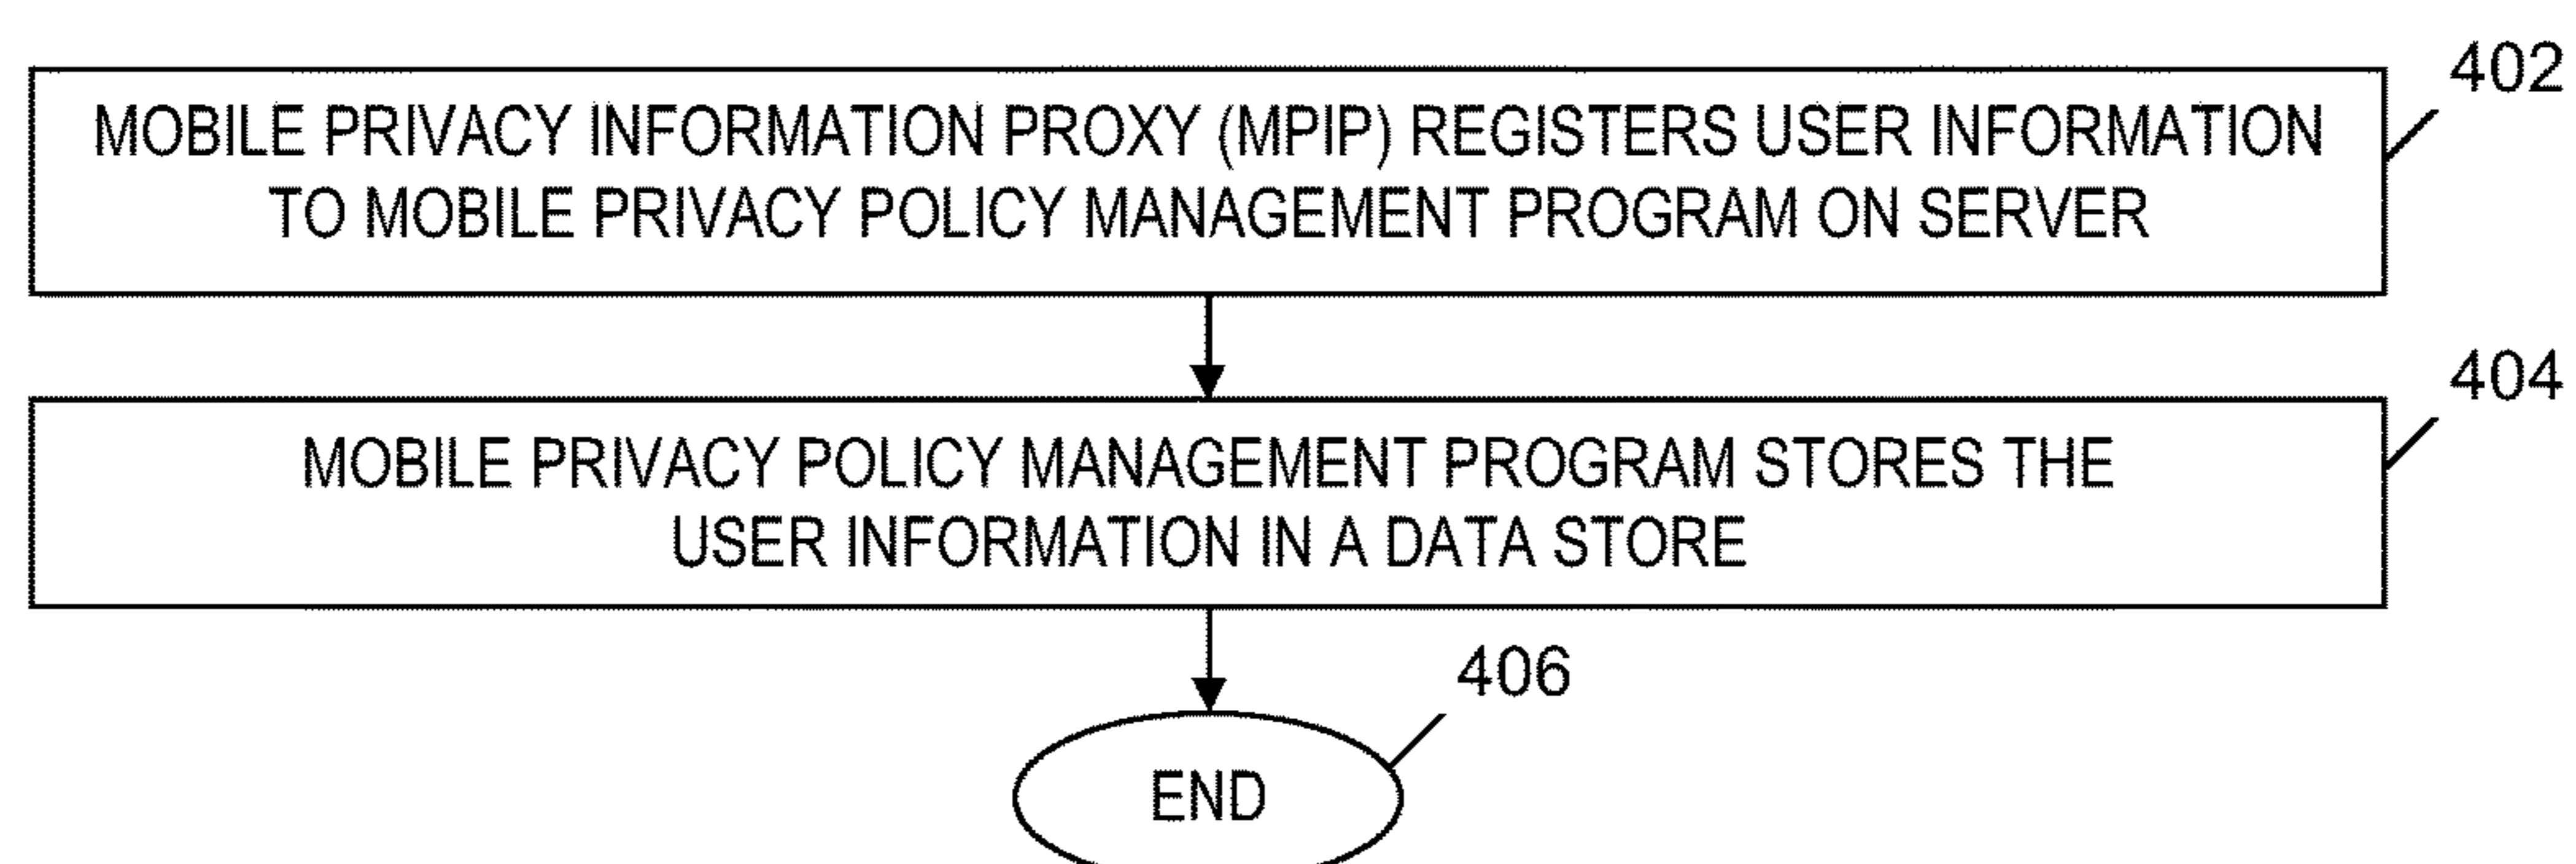 402
MOBILE PRIVACY INFORMATION PROXY (MPIP) REGISTERS USER INFORMATION
TO MOBILE PRIVACY POLICY MANAGEMENT PROGRAM ON SERVER
404
MOBILE PRIVACY POLICY MANAGEMENT PROGRAM STORES THE
USER INFORMATION IN A DATA STORE
406
END